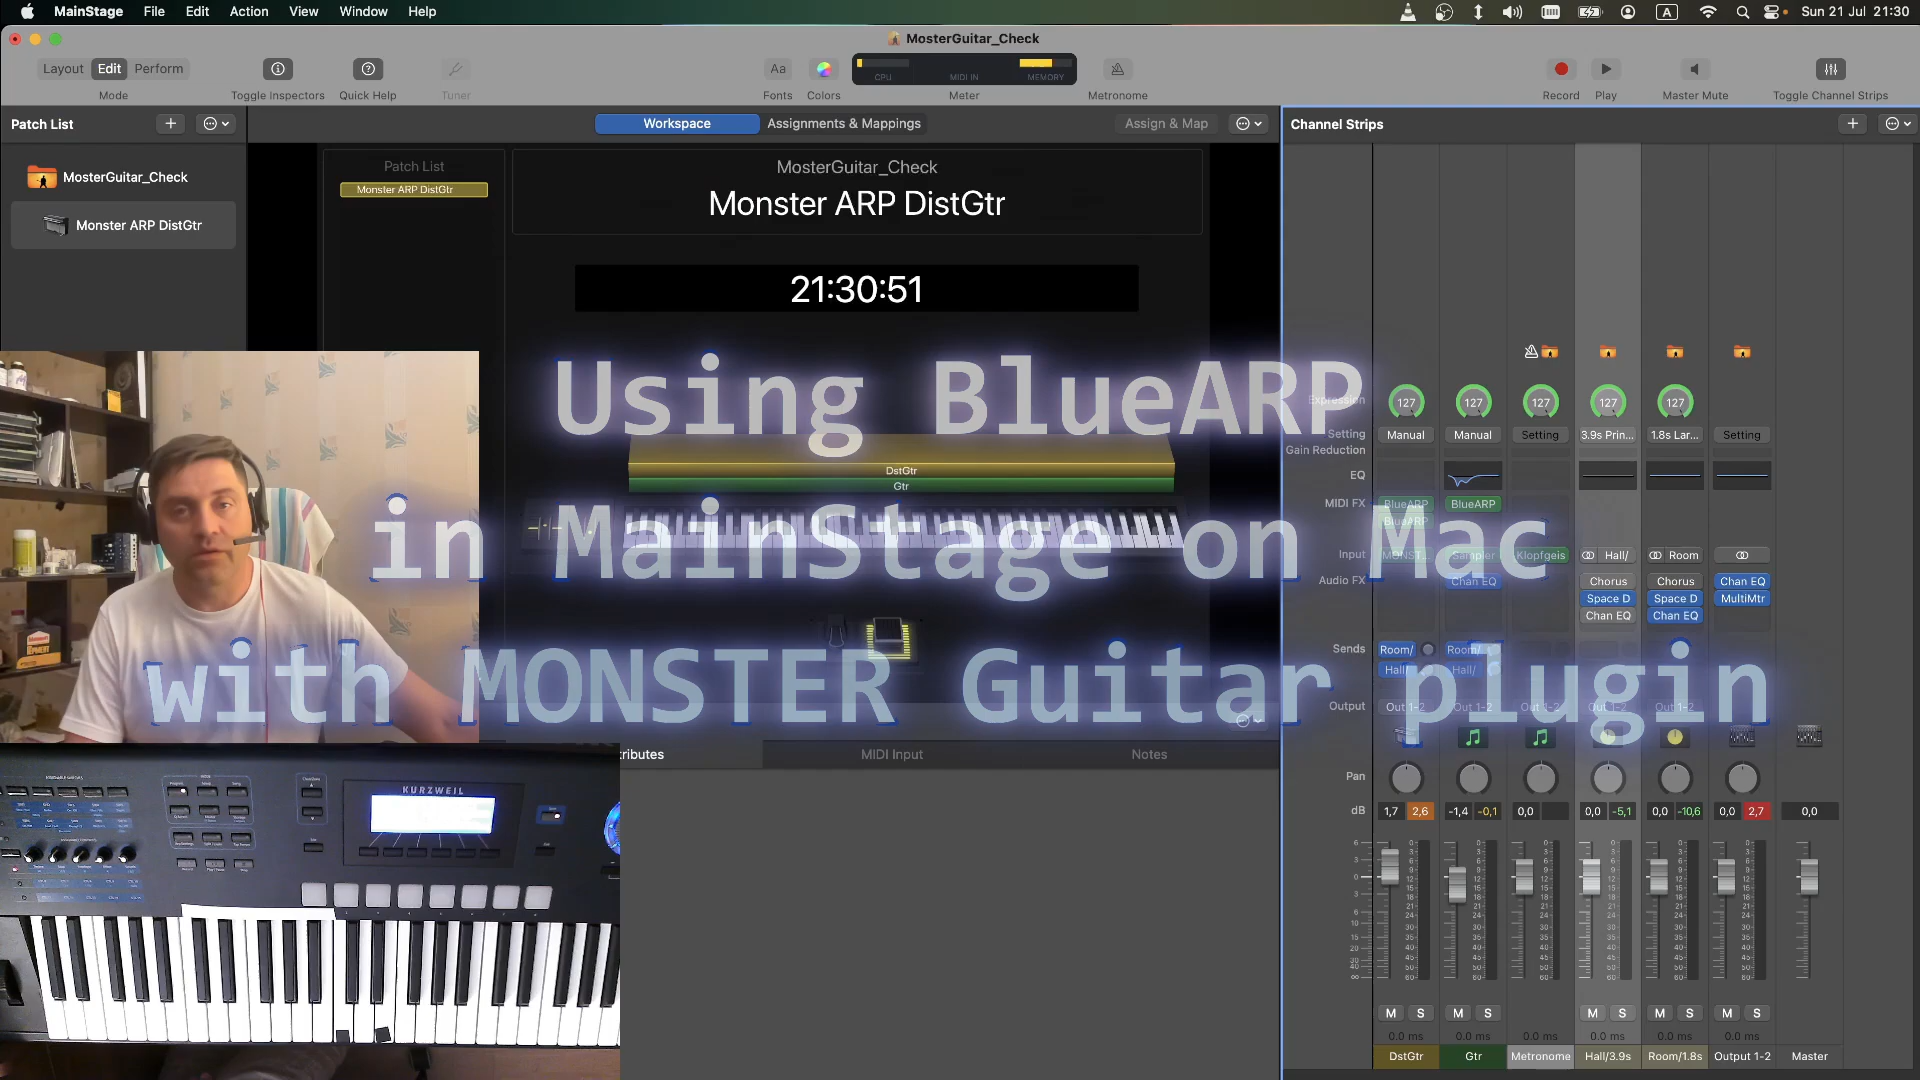 MainStage File Edit Action View Window Help
A Sun 21 Jul 21:30
MosterGuitar_Check
Layout Edit Perform
Mode Toggle Inspectors Quick Help Tuner
Aa
Fonts Colors
CPU MIDI IN MEMORY
Meter Metronome
Record Play Master Mute Toggle Channel Strips
Patch List
Workspace Assignments & Mappings Assign & Map
Channel Strips
MosterGuitar_Check
Monster ARP DistGtr
Patch List
Monster ARP DistGtr
MosterGuitar_Check
Monster ARP DistGtr
21:30:51
Using BlueARP
in MainStage on Mac
with MONSTER Guitar plugin
DstGtr
Gtr
Expression 127 127 127 127 127
Setting Manual Manual Setting 3.9s Prin... 1.8s Lar... Setting
Gain Reduction
EQ
MIDI FX BlueARP BlueARP
BlueARP
Input MONST... Sampler Klopfgeis Hall/ Room
Audio FX Chan EQ Chorus Chorus Chan EQ
Space D Space D MultiMtr
Chan EQ Chan EQ
Sends Room/ Room/
Hall/ Hall/
Output Out 1-2 Out 1-2 Out 1-2 Out 1-2 Out 1-2
Pan
dB 1,7 2,6 -1,4 -0,1 0,0 0,0 -5,1 0,0 -10,6 0,0 2,7 0,0
M S M S M S M S M S
0.0 ms 0.0 ms 0.0 ms 0.0 ms 0.0 ms 0.0 ms
DstGtr Gtr Metronome Hall/3.9s Room/1.8s Output 1-2 Master
tributes MIDI Input Notes
KURZWEIL